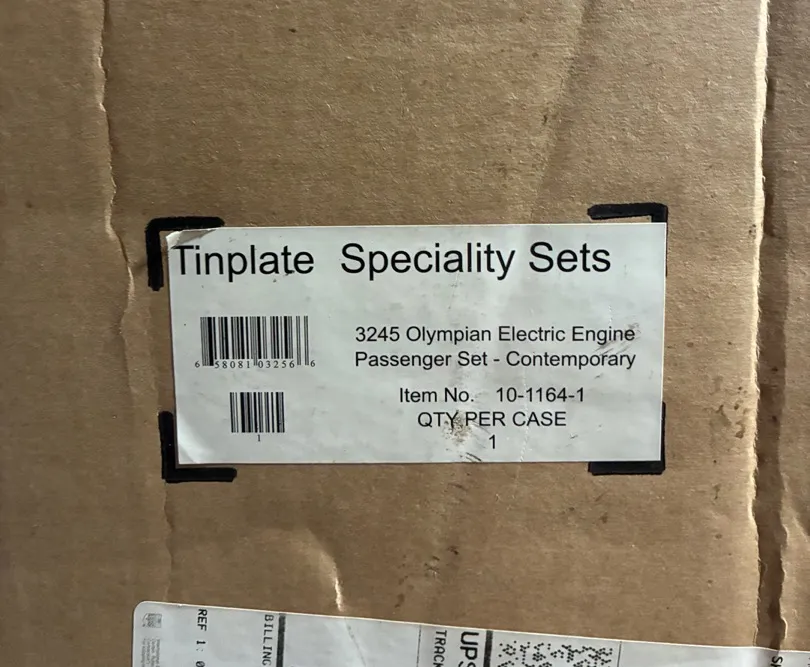 Tinplate Speciality Sets
3245 Olympian Electric Engine
Passenger Set - Contemporary
6 58081 03256 6
Item No. 10-1164-1
QTY PER CASE
1
1
REF 1:
BILLING
TRACK
UPS